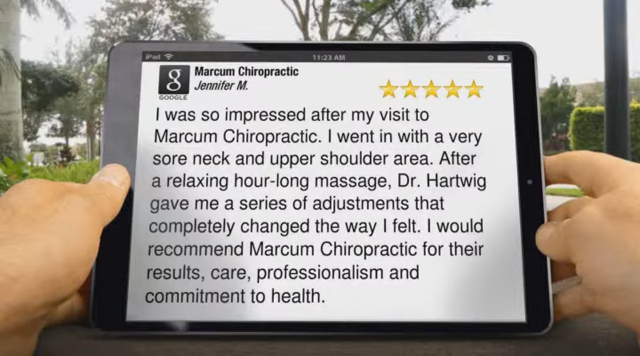 iPad
11:23 AM
g
GOOGLE
Marcum Chiropractic
Jennifer M.
I was so impressed after my visit to
Marcum Chiropractic. I went in with a very
sore neck and upper shoulder area. After
a relaxing hour-long massage, Dr. Hartwig
gave me a series of adjustments that
completely changed the way I felt. I would
recommend Marcum Chiropractic for their
results, care, professionalism and
commitment to health.